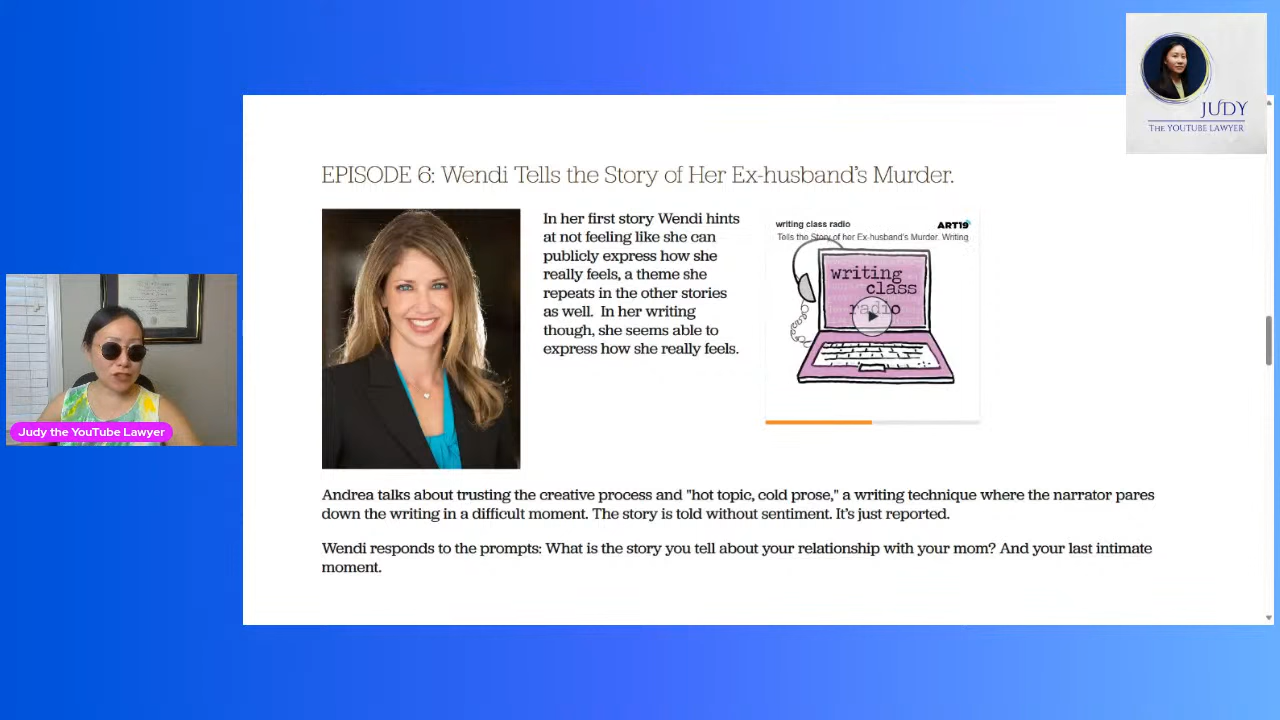 JUDY
THE YOUTUBE LAWYER
EPISODE 6: Wendi Tells the Story of Her Ex-husband's Murder.
In her first story Wendi hints
at not feeling like she can
publicly express how she
really feels, a theme she
repeats in the other stories
as well.  In her writing
though, she seems able to
express how she really feels.
writing class radio
ART19
Tells the Story of her Ex-husband's Murder. Writing
writing
class
radio
Judy the YouTube Lawyer
Andrea talks about trusting the creative process and "hot topic, cold prose," a writing technique where the narrator pares
down the writing in a difficult moment. The story is told without sentiment. It's just reported.
Wendi responds to the prompts: What is the story you tell about your relationship with your mom? And your last intimate
moment.